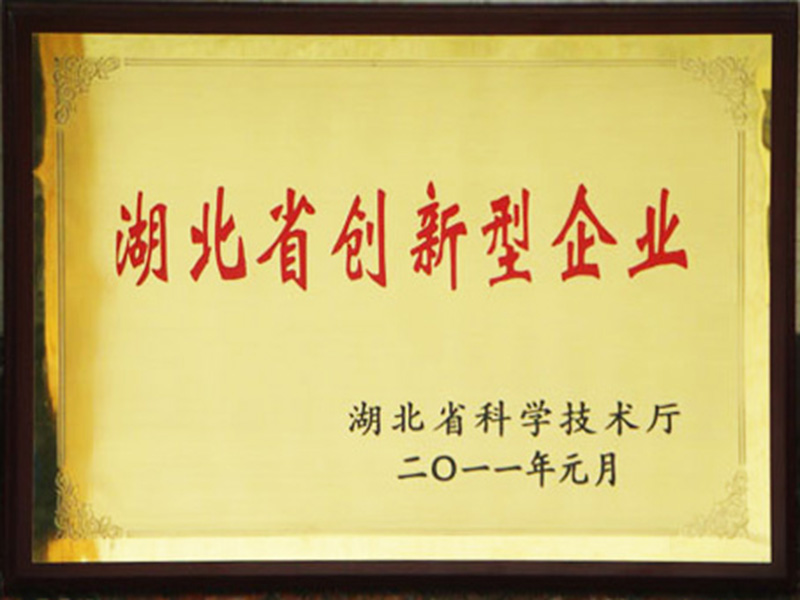 湖北省创新型企业
湖北省科学技术厅
二〇一一年元月